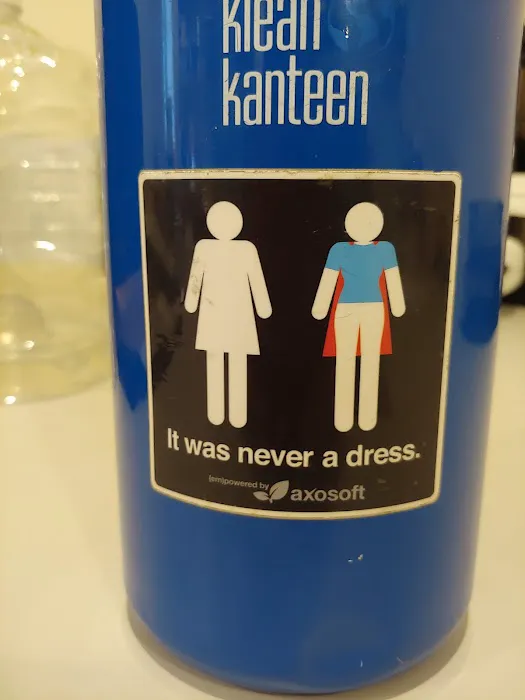 klean
kanteen
It was never a dress.
(em)powered by axosoft